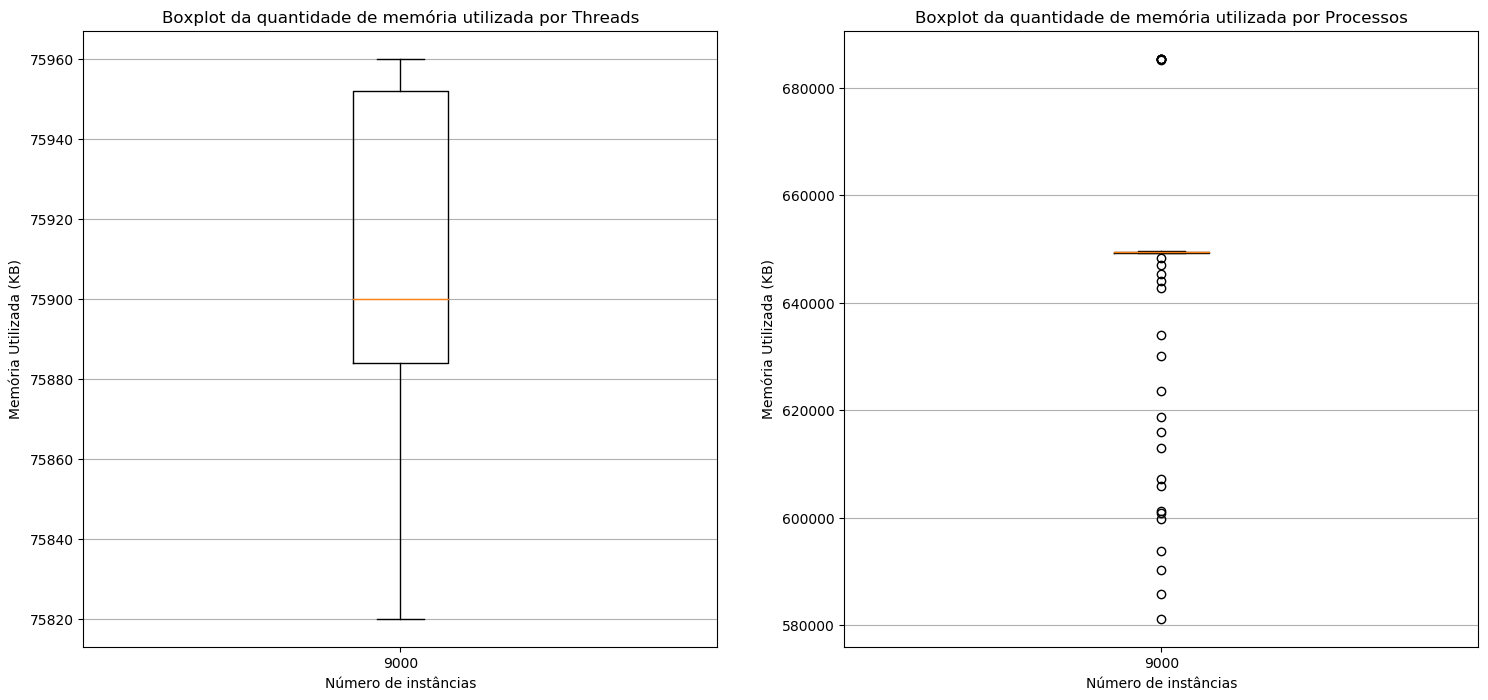 Boxplot da quantidade de memória utilizada por Threads
Memória Utilizada (KB)
75960
75940
75920
75900
75880
75860
75840
75820
9000
Número de instâncias
Boxplot da quantidade de memória utilizada por Processos
Memória Utilizada (KB)
680000
660000
640000
620000
600000
580000
9000
Número de instâncias